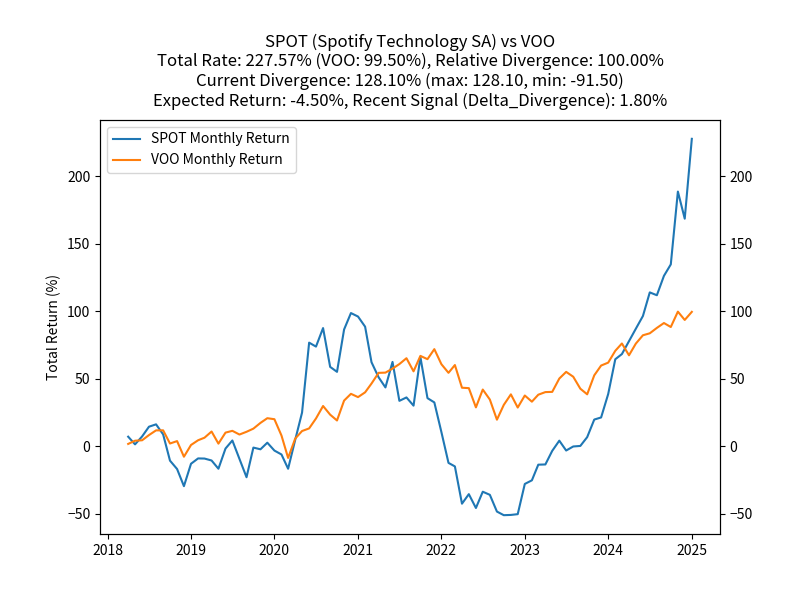 SPOT (Spotify Technology SA) vs VOO
Total Rate: 227.57% (VOO: 99.50%), Relative Divergence: 100.00%
Current Divergence: 128.10% (max: 128.10, min: -91.50)
Expected Return: -4.50%, Recent Signal (Delta_Divergence): 1.80%
SPOT Monthly Return
VOO Monthly Return
Total Return (%)
200
150
100
50
0
−50
200
150
100
50
0
−50
2018 2019 2020 2021 2022 2023 2024 2025